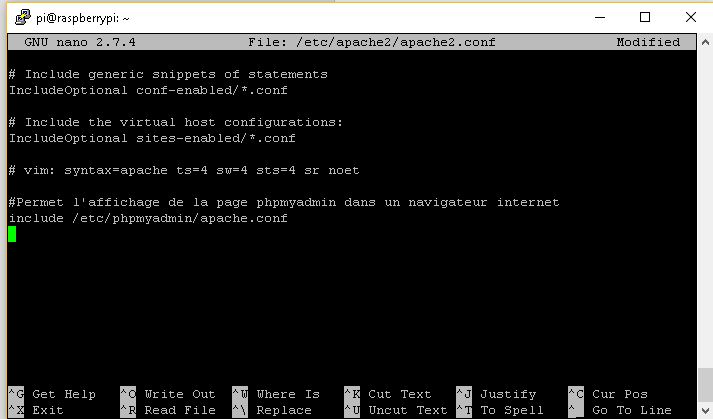 pi@raspberrypi: ~
GNU nano 2.7.4 File: /etc/apache2/apache2.conf Modified
# Include generic snippets of statements
IncludeOptional conf-enabled/*.conf
# Include the virtual host configurations:
IncludeOptional sites-enabled/*.conf
# vim: syntax=apache ts=4 sw=4 sts=4 sr noet
#Permet l'affichage de la page phpmyadmin dans un navigateur internet
include /etc/phpmyadmin/apache.conf
^G Get Help ^O Write Out ^W Where Is ^K Cut Text ^J Justify ^C Cur Pos
^X Exit ^R Read File ^\ Replace ^U Uncut Text ^T To Spell ^_ Go To Line